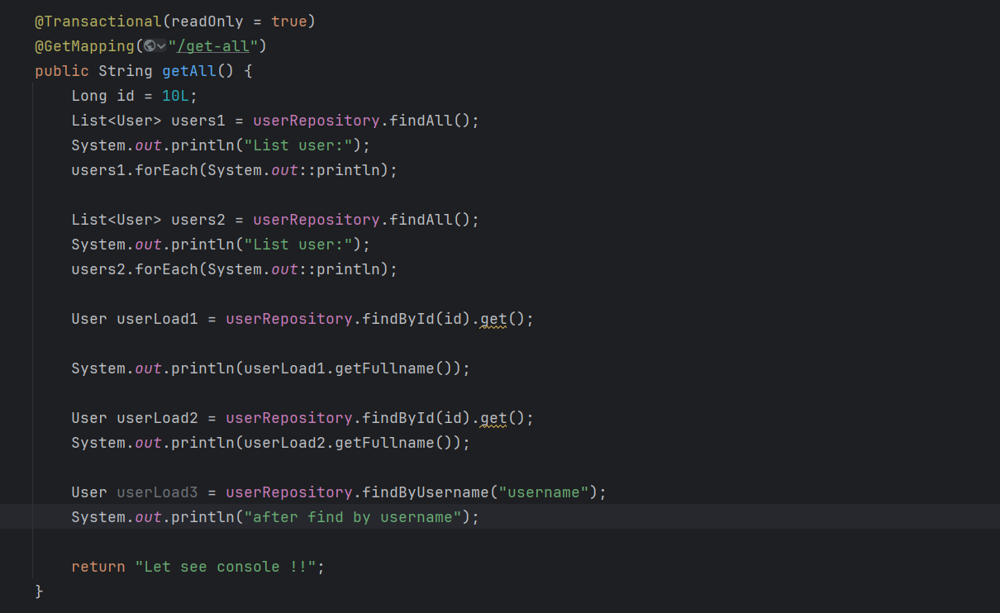 @Transactional(readOnly = true)
@GetMapping("/get-all")
public String getAll() {
    Long id = 10L;
    List<User> users1 = userRepository.findAll();
    System.out.println("List user:");
    users1.forEach(System.out::println);

    List<User> users2 = userRepository.findAll();
    System.out.println("List user:");
    users2.forEach(System.out::println);

    User userLoad1 = userRepository.findById(id).get();

    System.out.println(userLoad1.getFullname());

    User userLoad2 = userRepository.findById(id).get();
    System.out.println(userLoad2.getFullname());

    User userLoad3 = userRepository.findByUsername("username");
    System.out.println("after find by username");

    return "Let see console !!";
}